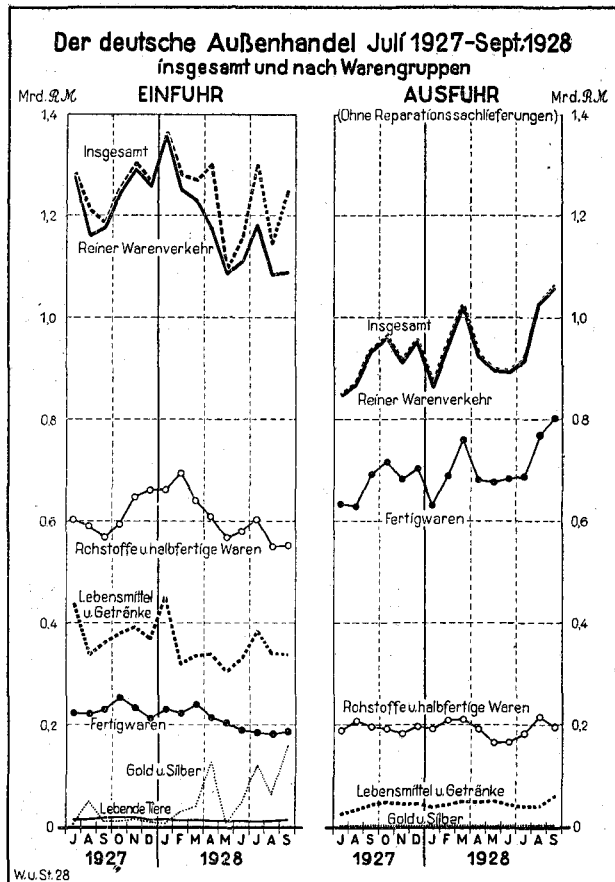 Der deutsche Außenhandel Juli 1927-Sept.1928
insgesamt und nach Warengruppen
Mrd. RM EINFUHR AUSFUHR Mrd. RM
(Ohne Reparationssachlieferungen)
1,4 1,4
Insgesamt
1,2 1,2
Reiner Warenverkehr
1,0 1,0
Insgesamt
Reiner Warenverkehr
0.8 0.8
Fertigwaren
0,6 0,6
Rohstoffe u. halbfertige Waren
Lebensmittel
u. Getränke
0,4 0,4
Rohstoffe u. halbfertige Waren
Fertigwaren
0,2 0,2
Gold u. Silber
Lebensmittel u. Getränke
Lebende Tiere
Gold u. Silber
0 0
J A S O N D J F M A M J J A S J A S O N D J F M A M J J A S
1927 1928 1927 1928
W. u. St. 28